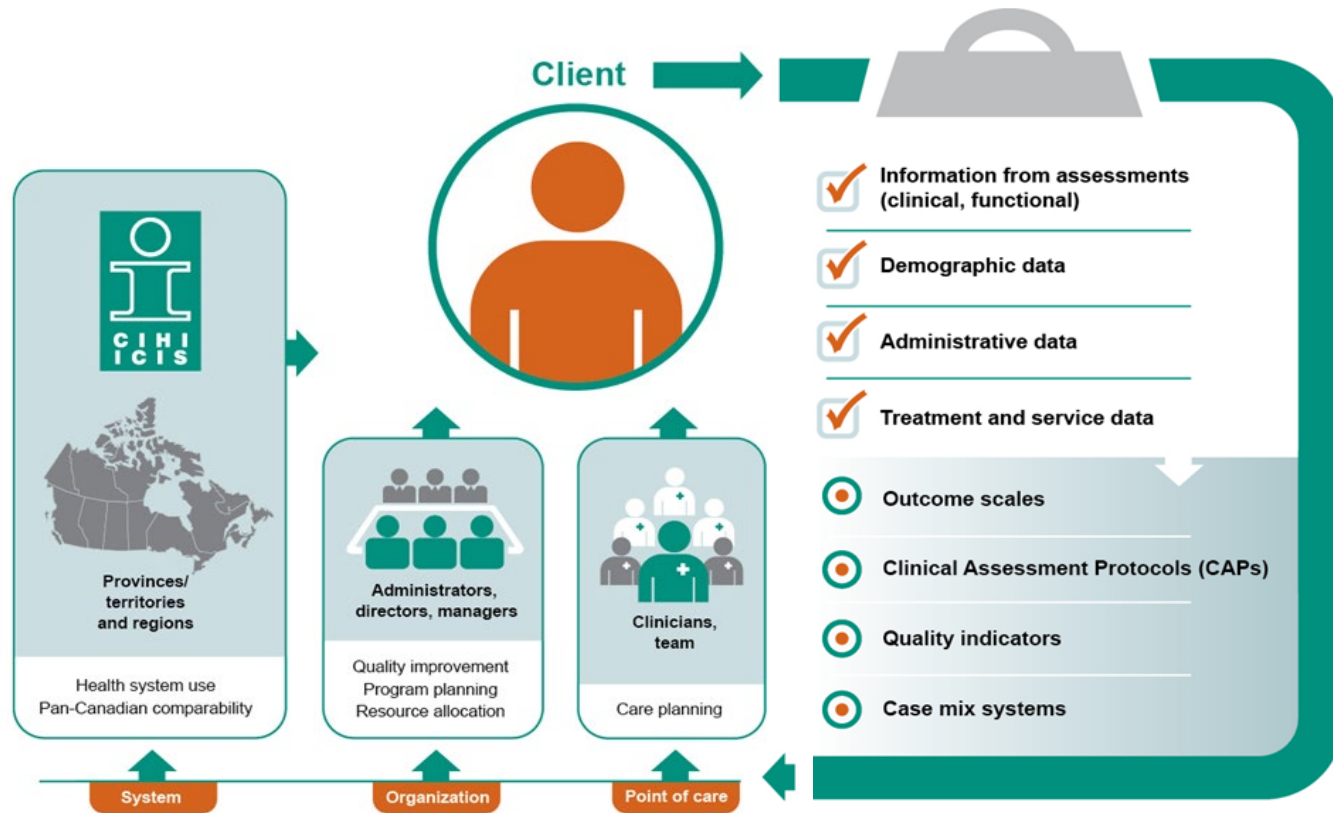 Client
Information from assessments
(clinical, functional)
Demographic data
Administrative data
Treatment and service data
Outcome scales
Clinical Assessment Protocols (CAPs)
Quality indicators
Case mix systems
CIHI
ICIS
Provinces/
territories
and regions
Health system use
Pan-Canadian comparability
System
Administrators,
directors, managers
Quality improvement
Program planning
Resource allocation
Organization
Clinicians,
team
Care planning
Point of care